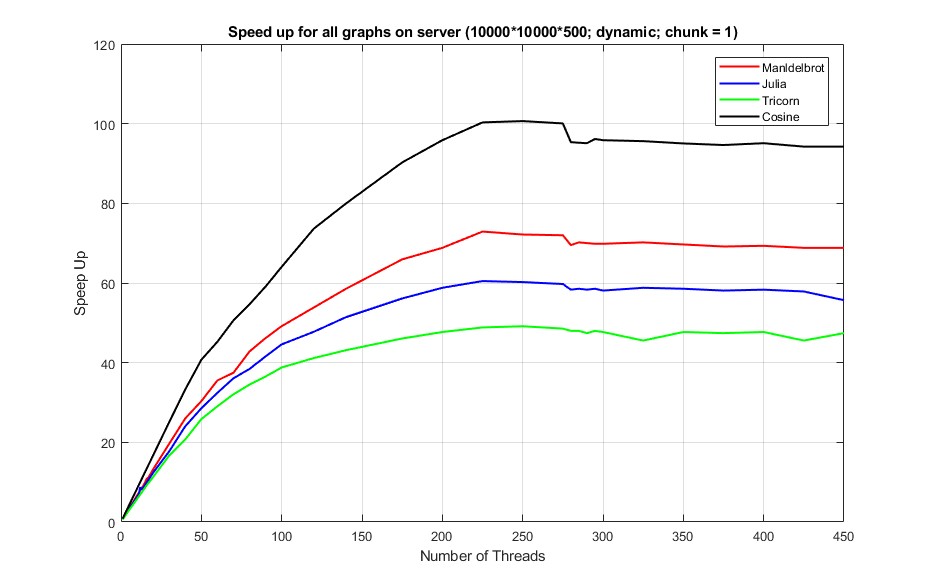 Speed up for all graphs on server (10000*10000*500; dynamic; chunk = 1)
120
100
80
60
40
20
0
Speep Up
Manldelbrot
Julia
Tricorn
Cosine
0 50 100 150 200 250 300 350 400 450
Number of Threads